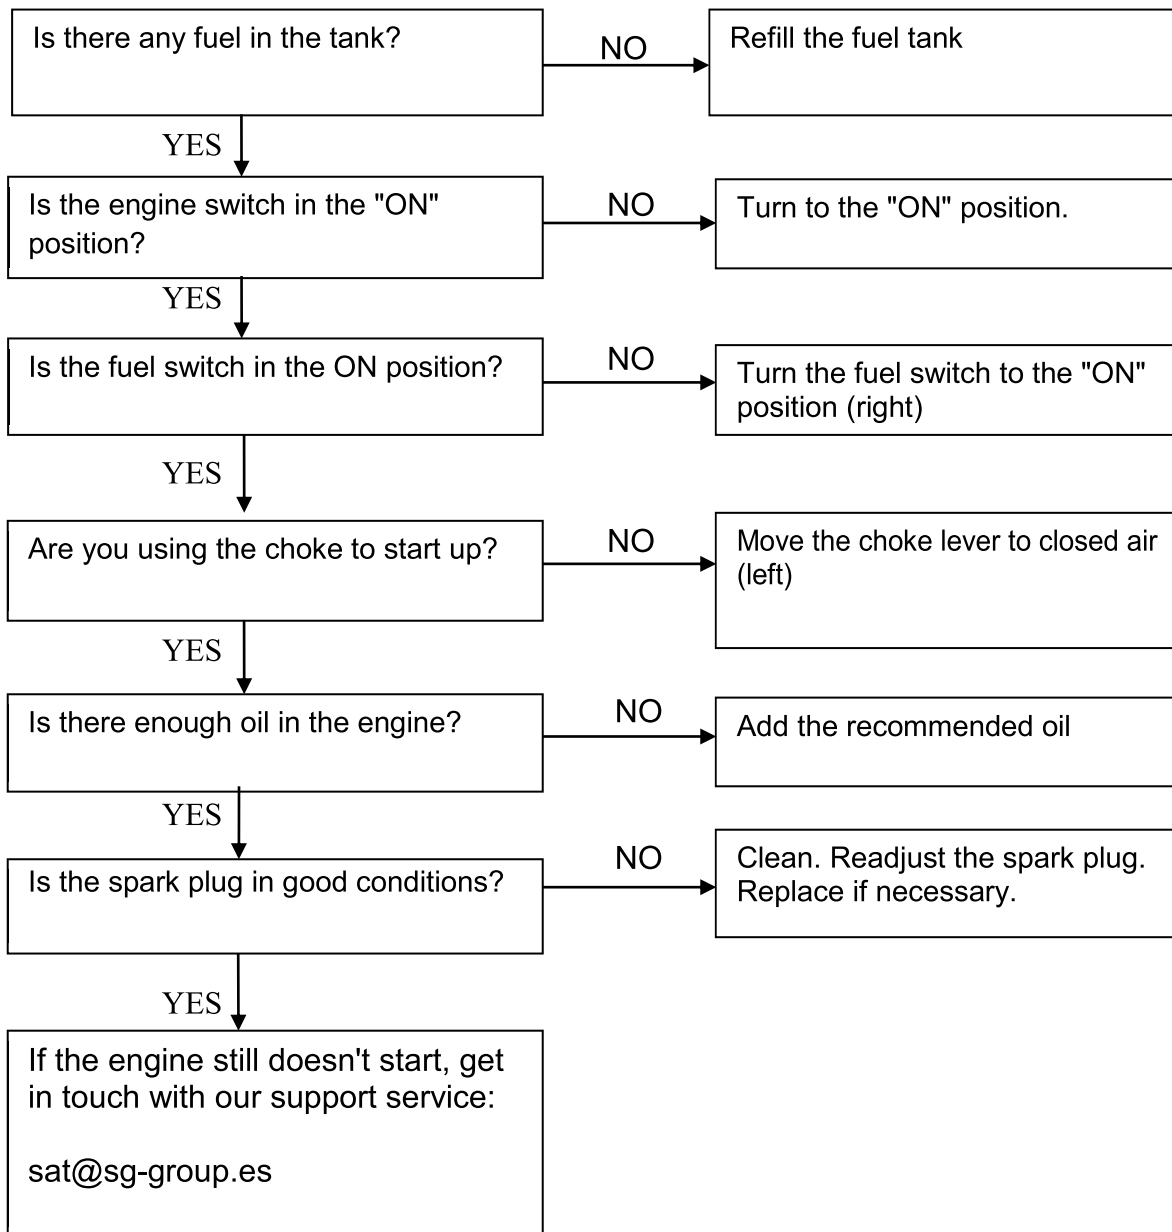 Is there any fuel in the tank?
NO
Refill the fuel tank
YES
Is the engine switch in the "ON"
position?
NO
Turn to the "ON" position.
YES
Is the fuel switch in the ON position?
NO
Turn the fuel switch to the "ON"
position (right)
YES
Are you using the choke to start up?
NO
Move the choke lever to closed air
(left)
YES
Is there enough oil in the engine?
NO
Add the recommended oil
YES
Is the spark plug in good conditions?
NO
Clean. Readjust the spark plug.
Replace if necessary.
YES
If the engine still doesn't start, get
in touch with our support service:
sat@sg-group.es